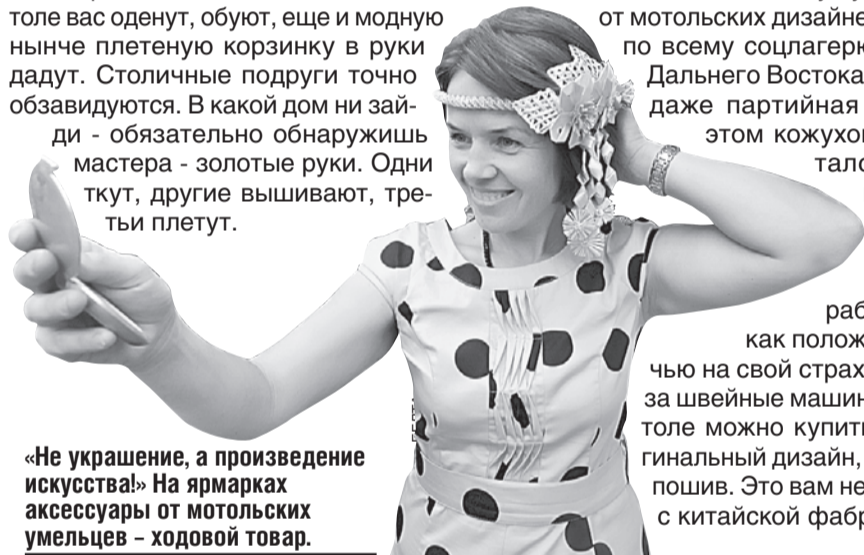 толе вас оденут, обуют, еще и модную
нынче плетеную корзинку в руки
дадут. Столичные подруги точно
обзавидуются. В какой дом ни зай-
ди - обязательно обнаружишь
мастера - золотые руки. Одни
ткут, другие вышивают, тре-
тьи плетут.
«Не украшение, а произведение
искусства!» На ярмарках
аксессуары от мотольских
умельцев – ходовой товар.
от мотольских дизайне
по всему соцлагер
Дальнего Востока
даже партийная
этом кожухо
тало
раб
как полож
чью на свой страх
за швейные машин
толе можно купит
гинальный дизайн,
пошив. Это вам не
с китайской фабр